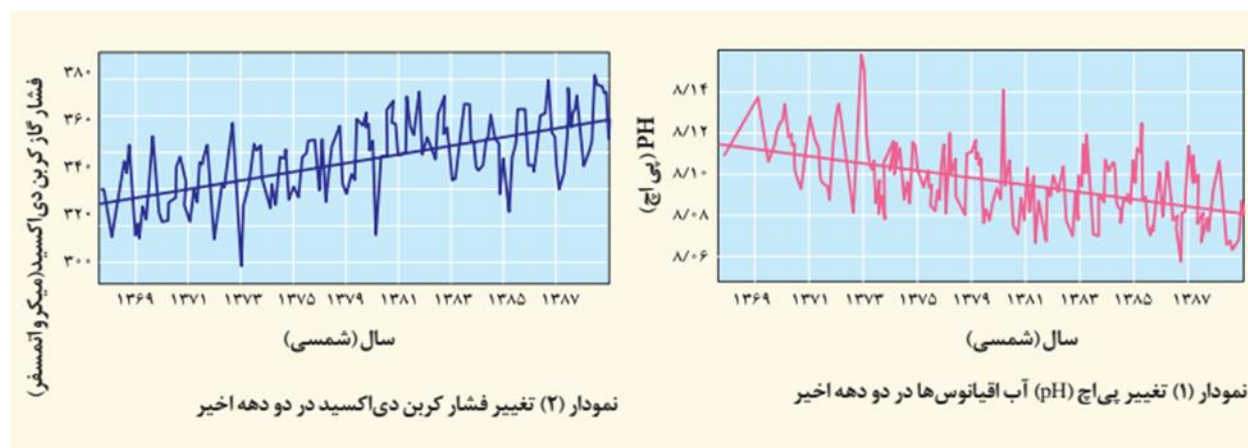 PH (پی‌اچ)
۸/۱۴
۸/۱۲
۸/۱۰
۸/۰۸
۸/۰۶
۱۳۶۹ ۱۳۷۱ ۱۳۷۳ ۱۳۷۵ ۱۳۷۹ ۱۳۸۱ ۱۳۸۳ ۱۳۸۵ ۱۳۸۷
سال (شمسی)
نمودار (۱) تغییر پی‌اچ (pH) آب اقیانوس‌ها در دو دهه اخیر
فشار گاز کربن دی‌اکسید (میکرواتمسفر)
۳۸۰
۳۶۰
۳۴۰
۳۲۰
۳۰۰
۱۳۶۹ ۱۳۷۱ ۱۳۷۳ ۱۳۷۵ ۱۳۷۹ ۱۳۸۱ ۱۳۸۳ ۱۳۸۵ ۱۳۸۷
سال (شمسی)
نمودار (۲) تغییر فشار کربن دی‌اکسید در دو دهه اخیر